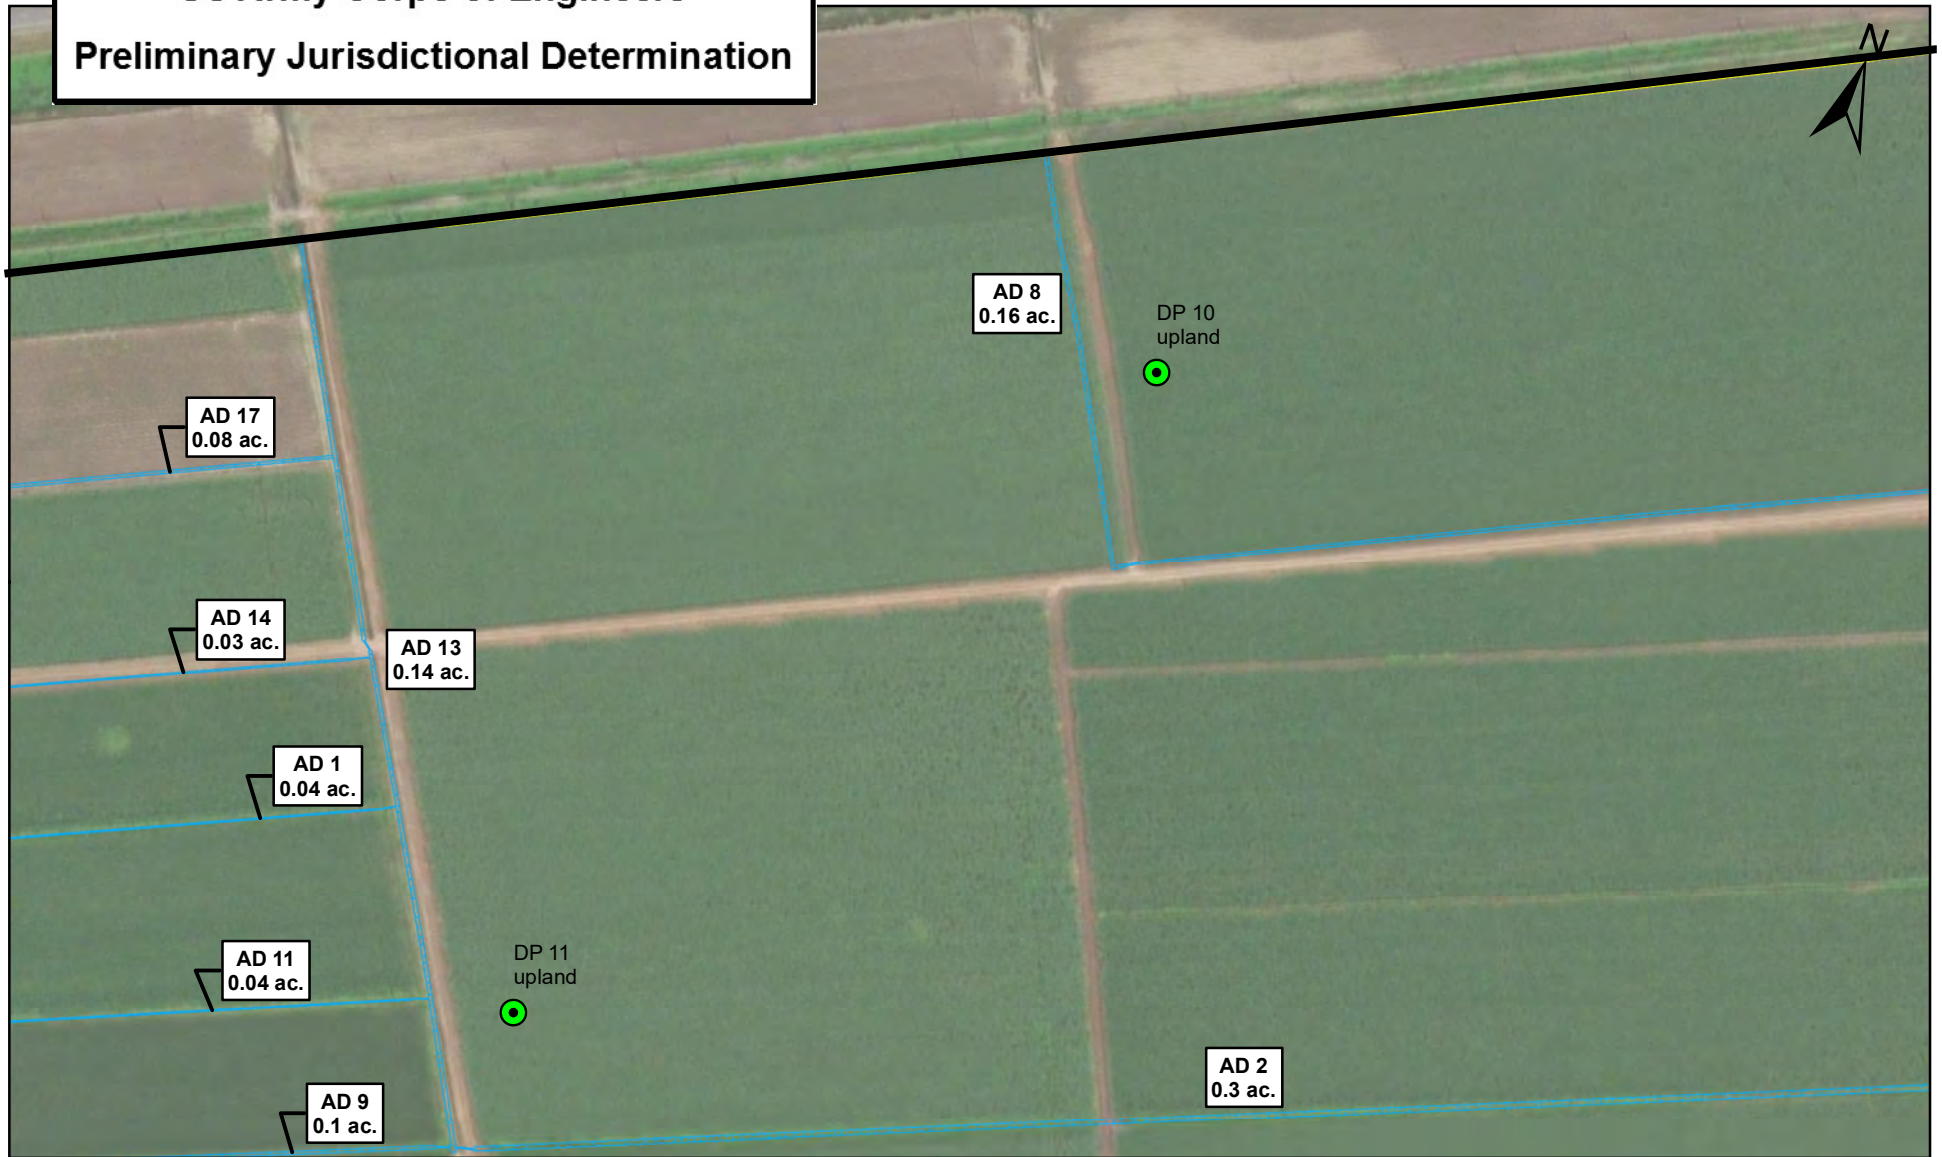 Preliminary Jurisdictional Determination
N
AD 8
0.16 ac.
DP 10
upland
AD 17
0.08 ac.
AD 14
0.03 ac.
AD 13
0.14 ac.
AD 1
0.04 ac.
AD 11
0.04 ac.
DP 11
upland
AD 2
0.3 ac.
AD 9
0.1 ac.